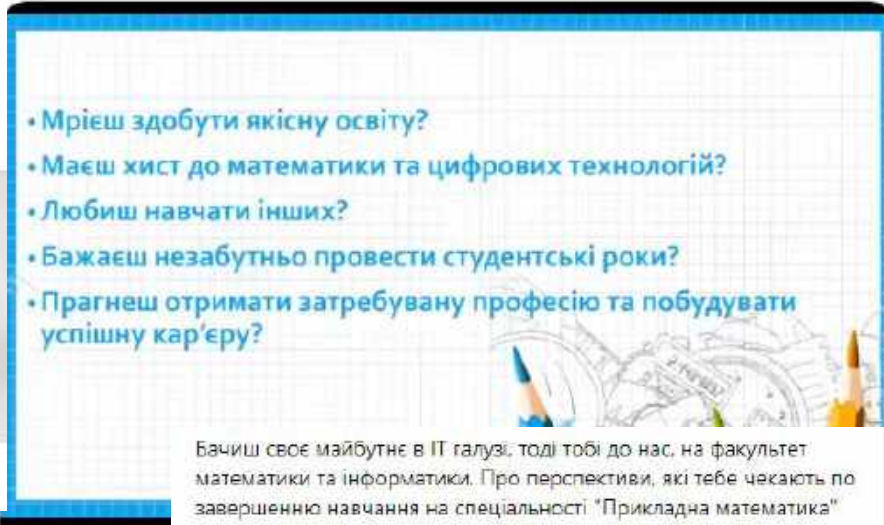 • Мрієш здобути якісну освіту?
• Маєш хист до математики та цифрових технологій?
• Любиш навчати інших?
• Бажаєш незабутньо провести студентські роки?
• Прагнеш отримати затребувану професію та побудувати
успішну кар'єру?
Бачиш своє майбутнє в ІТ галузі, тоді тобі до нас, на факультет
математики та інформатики. Про перспективи, які тебе чекають по
завершенню навчання на спеціальності "Прикладна математика"